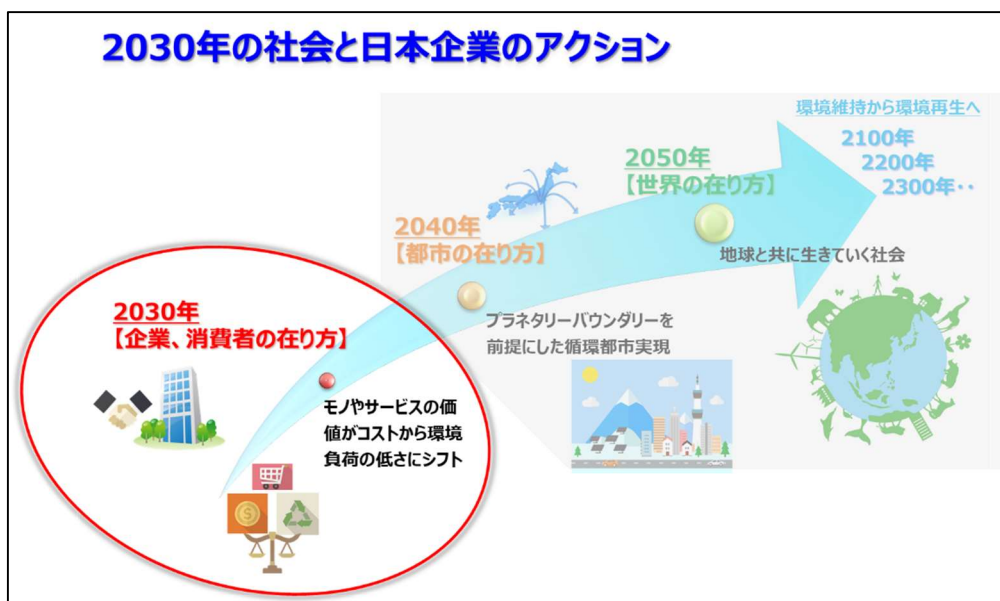 2030年の社会と日本企業のアクション
環境維持から環境再生へ
2100年
2200年
2300年‥
2050年
【世界の在り方】
地球と共に生きていく社会
2040年
【都市の在り方】
プラネタリーバウンダリーを
前提にした循環都市実現
2030年
【企業、消費者の在り方】
モノやサービスの価
値がコストから環境
負荷の低さにシフト
$